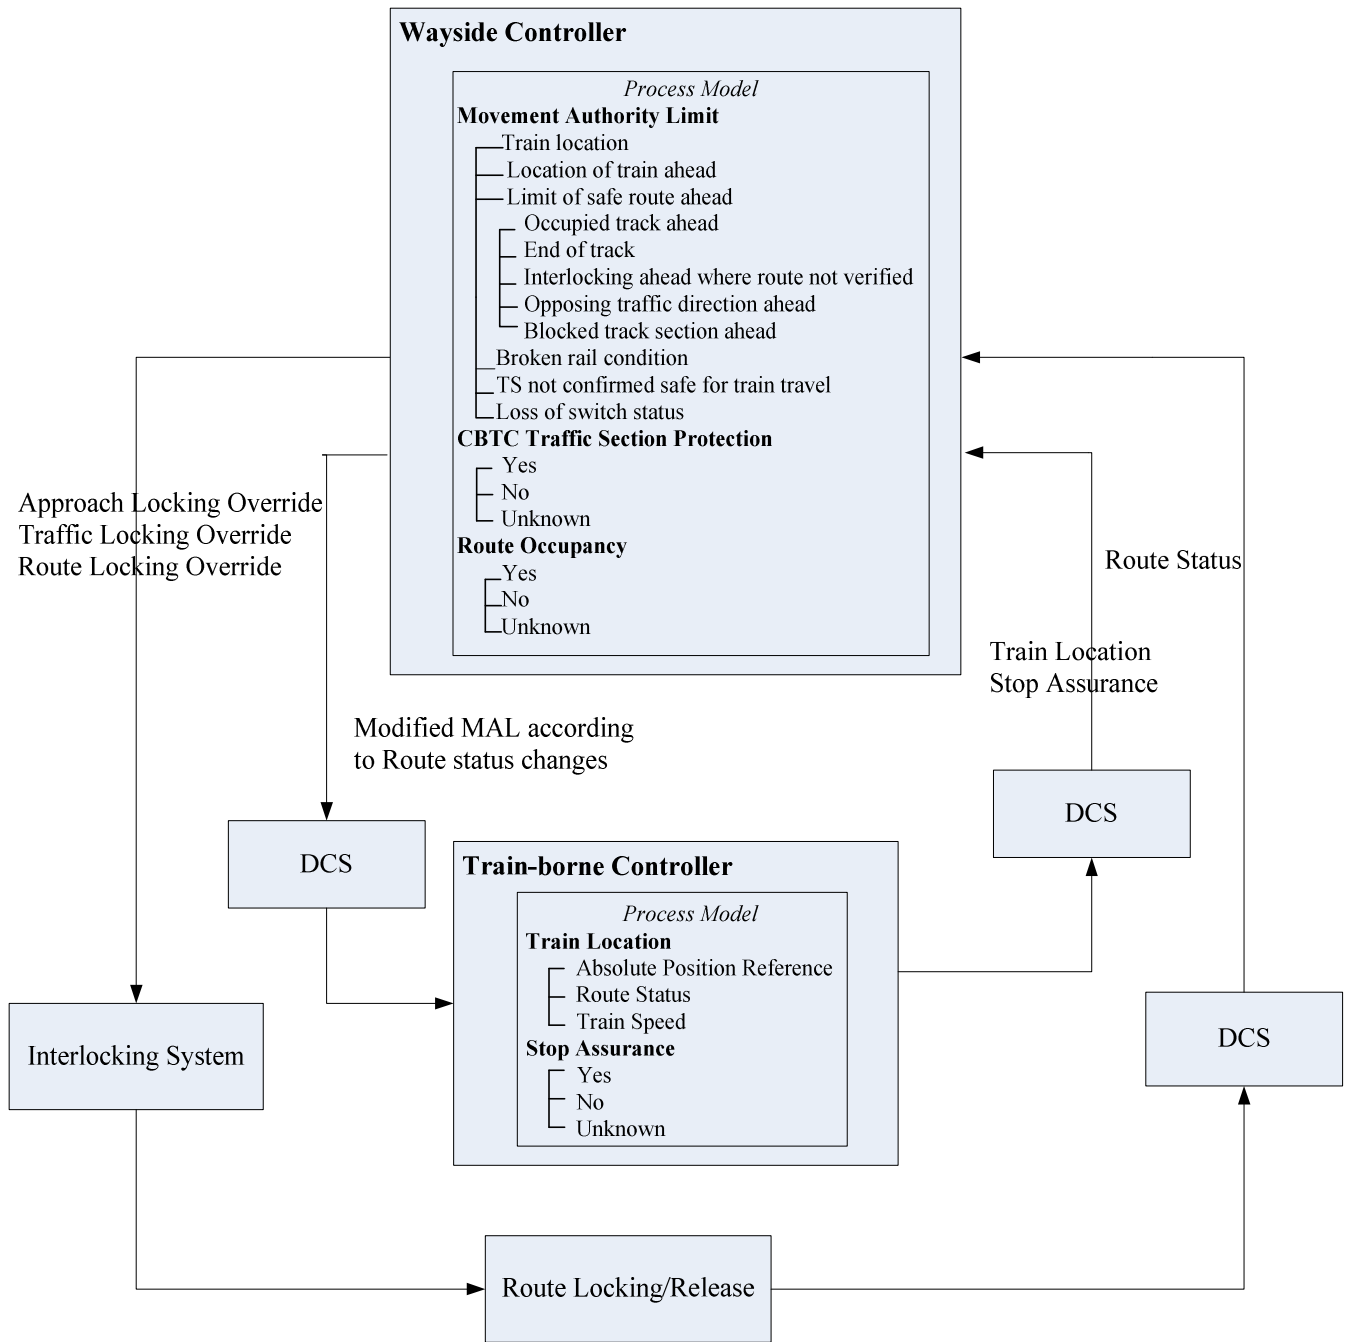 Wayside Controller
Process Model
Movement Authority Limit
Train location
Location of train ahead
Limit of safe route ahead
Occupied track ahead
End of track
Interlocking ahead where route not verified
Opposing traffic direction ahead
Blocked track section ahead
Broken rail condition
TS not confirmed safe for train travel
Loss of switch status
CBTC Traffic Section Protection
Yes
No
Unknown
Route Occupancy
Yes
No
Unknown
Approach Locking Override
Traffic Locking Override
Route Locking Override
Route Status
Train Location
Stop Assurance
Modified MAL according
to Route status changes
DCS
DCS
Train-borne Controller
Process Model
Train Location
Absolute Position Reference
Route Status
Train Speed
Stop Assurance
Yes
No
Unknown
Interlocking System
DCS
Route Locking/Release